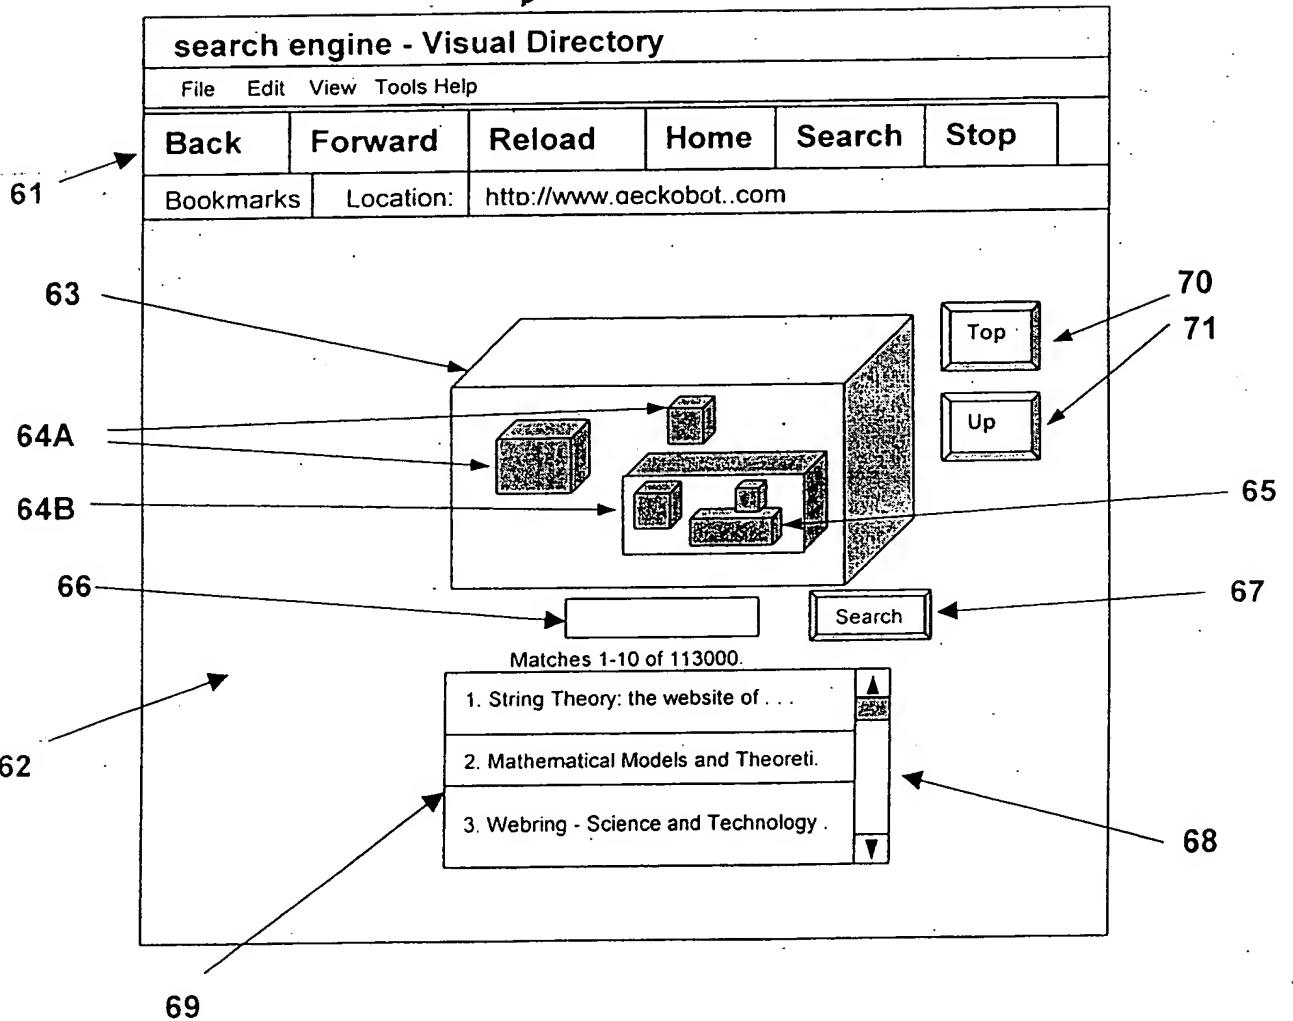 search engine - Visual Directory
File Edit View Tools Help
Back Forward Reload Home Search Stop
61
Bookmarks Location: http://www.geckobot..com
63
70
Top
71
64A
Up
64B
65
66
67
Search
Matches 1-10 of 113000.
1. String Theory: the website of . . .
62
2. Mathematical Models and Theoreti.
3. Webring - Science and Technology .
68
69